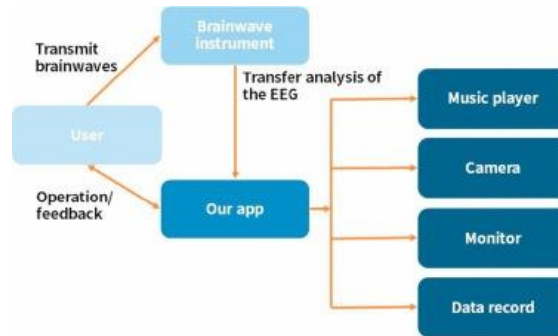 Brainwave
instrument
Transmit
brainwaves
Transfer analysis of
the EEG
User
Operation/
feedback
Our app
Music player
Camera
Monitor
Data record